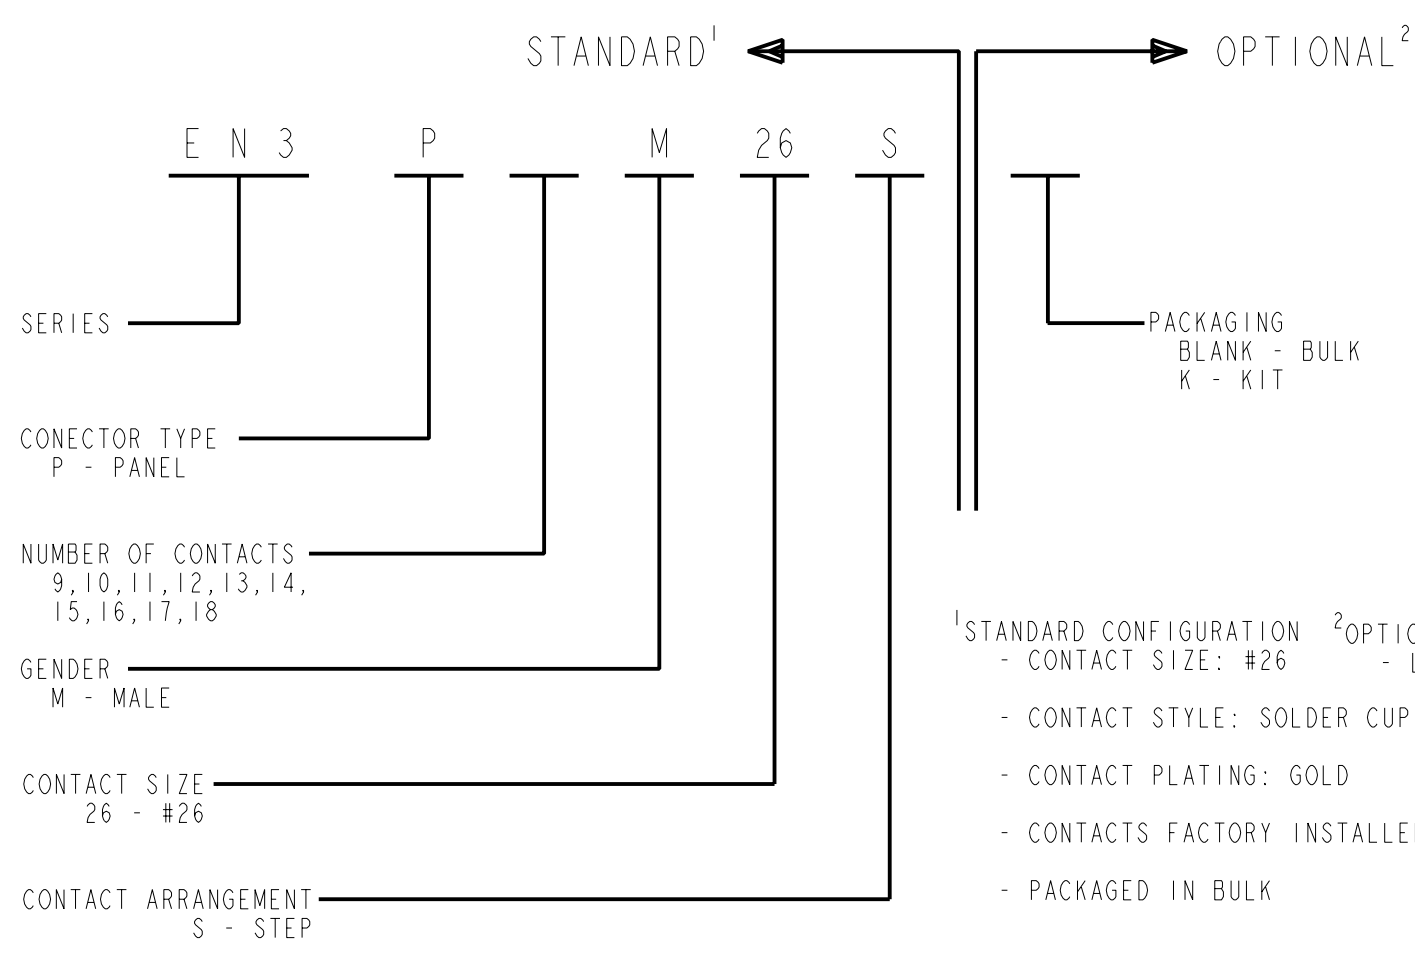 STANDARD¹ OPTIONAL²
E N 3 P M 26 S
SERIES
PACKAGING
BLANK - BULK
K - KIT
CONECTOR TYPE
P - PANEL
NUMBER OF CONTACTS
9,10,11,12,13,14,
15,16,17,18
GENDER
M - MALE
CONTACT SIZE
26 - #26
CONTACT ARRANGEMENT
S - STEP
¹STANDARD CONFIGURATION
- CONTACT SIZE: #26
- CONTACT STYLE: SOLDER CUP
- CONTACT PLATING: GOLD
- CONTACTS FACTORY
- PACKAGED IN BULK